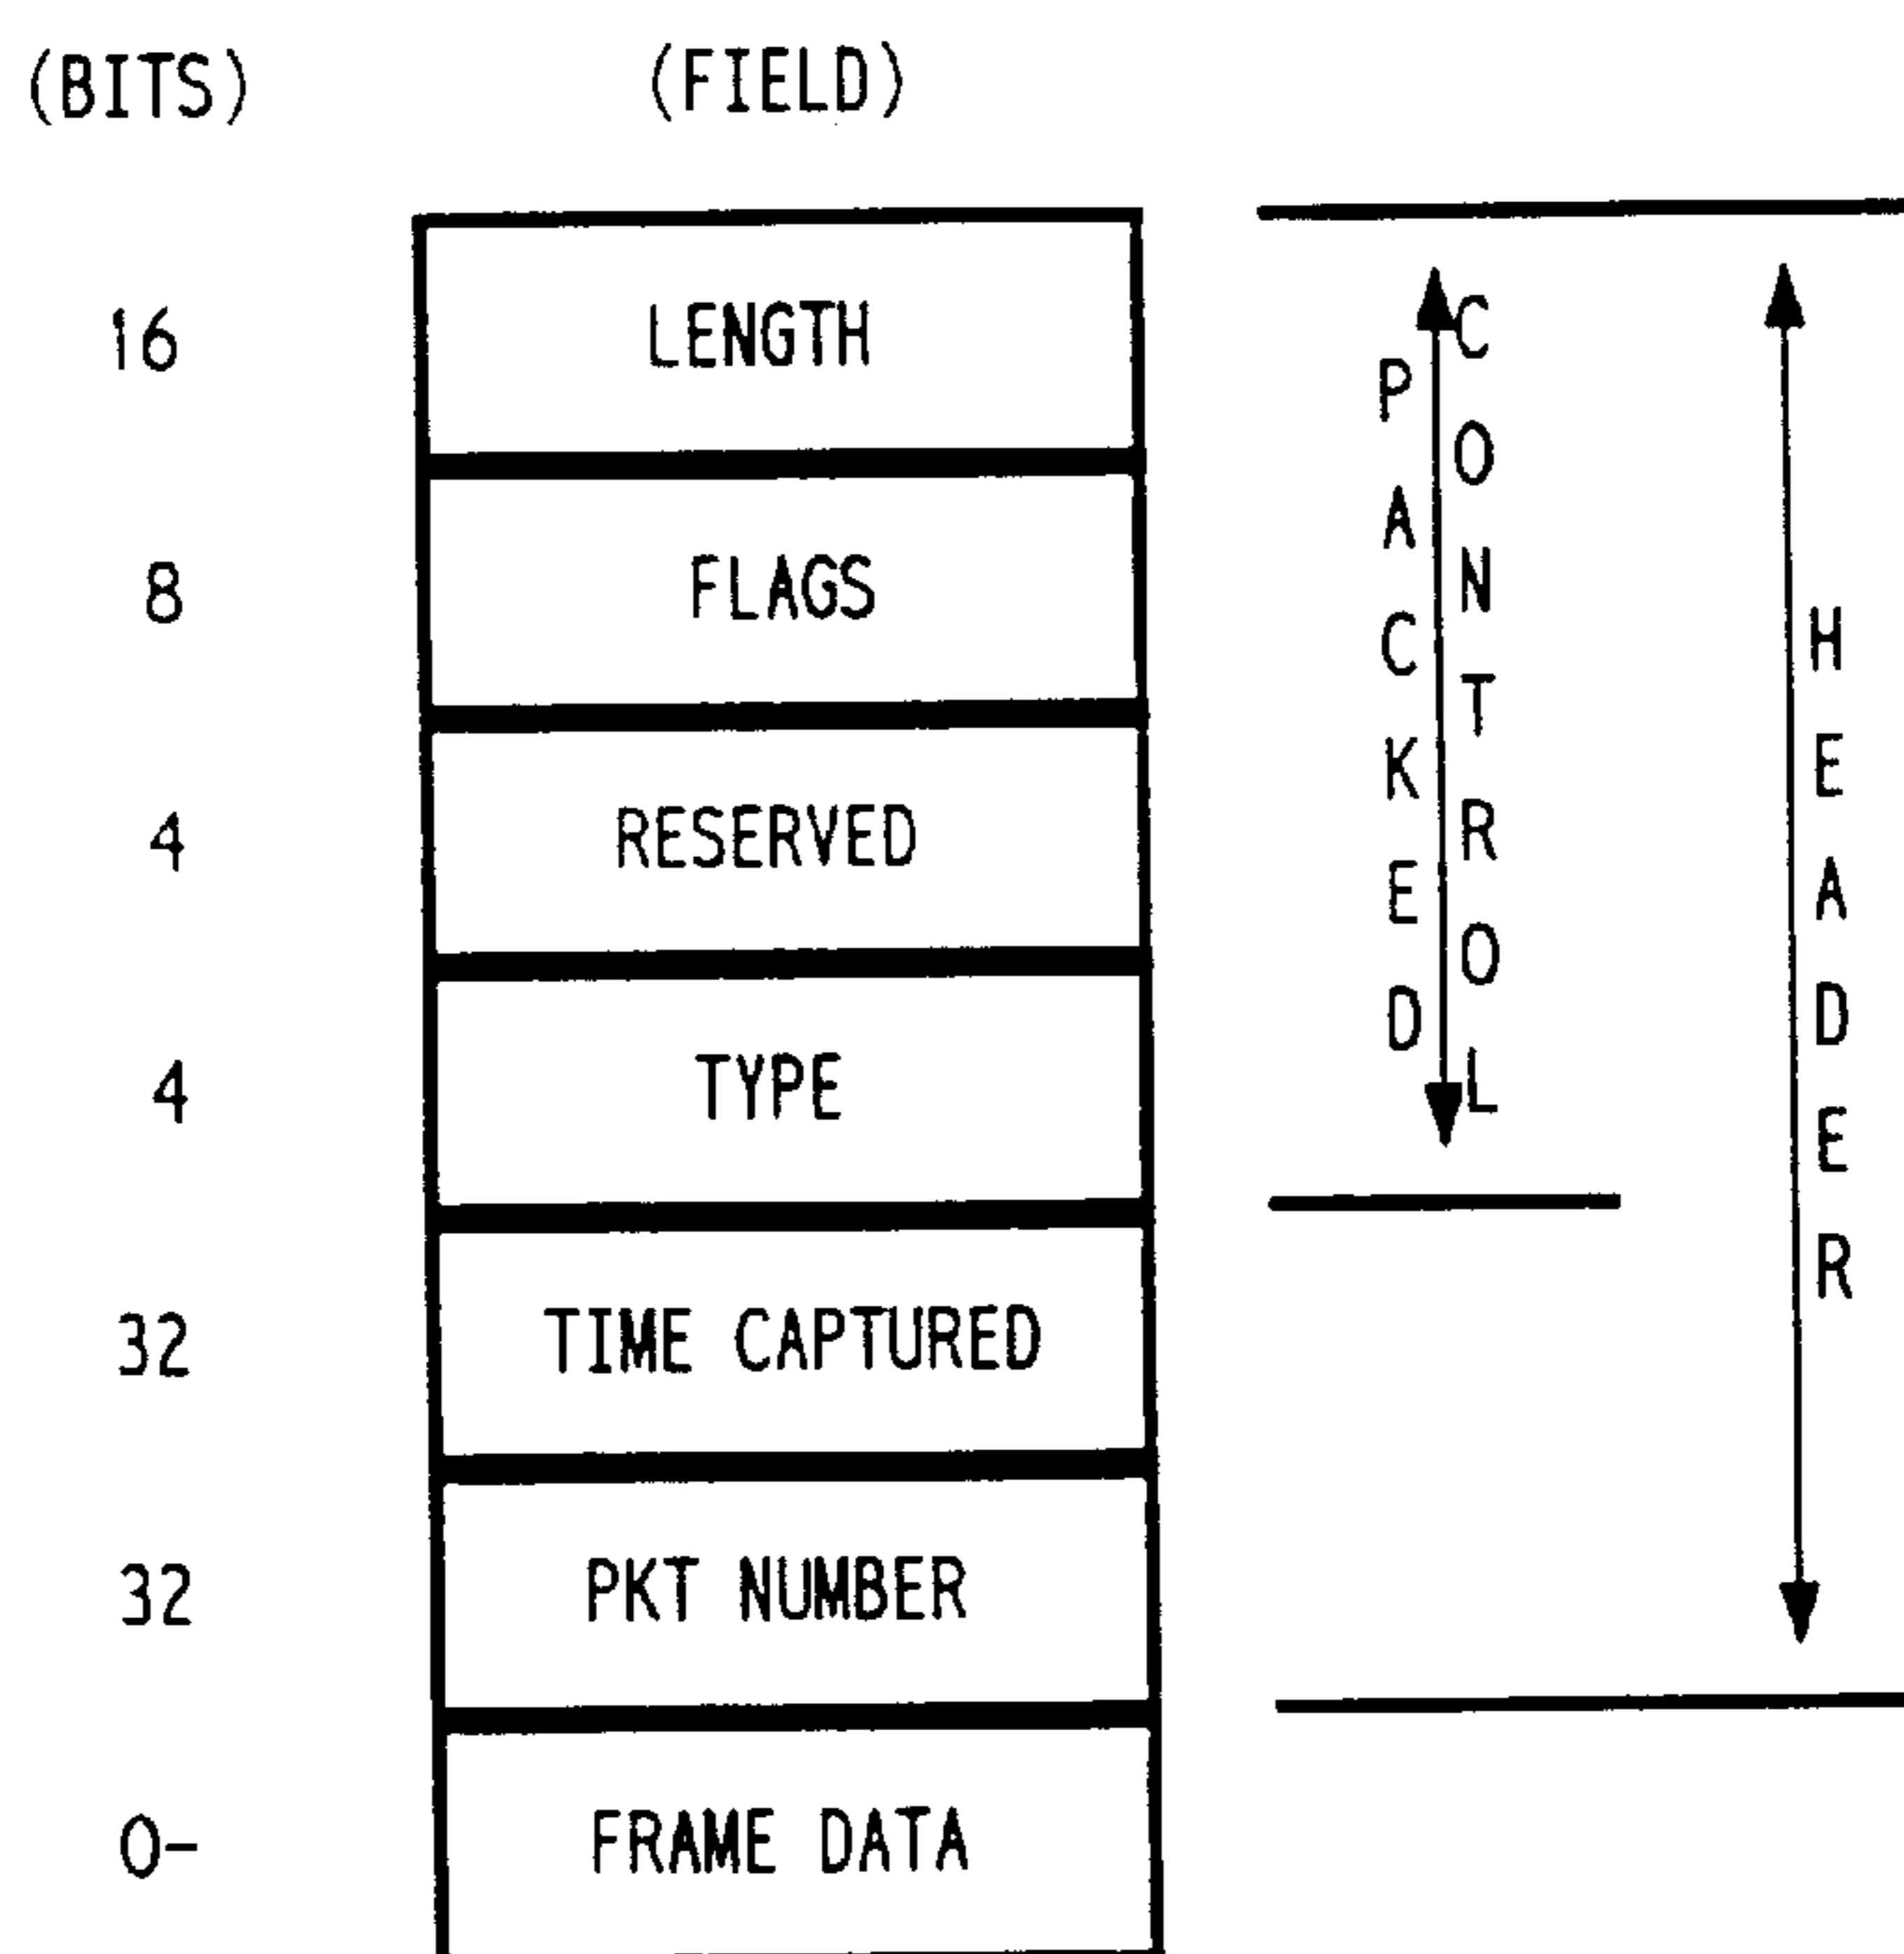 (BITS) (FIELD)
16 LENGTH
8 FLAGS
4 RESERVED
4 TYPE
32 TIME CAPTURED
32 PKT NUMBER
0- FRAME DATA
PACKED
CONTROL
HEADER